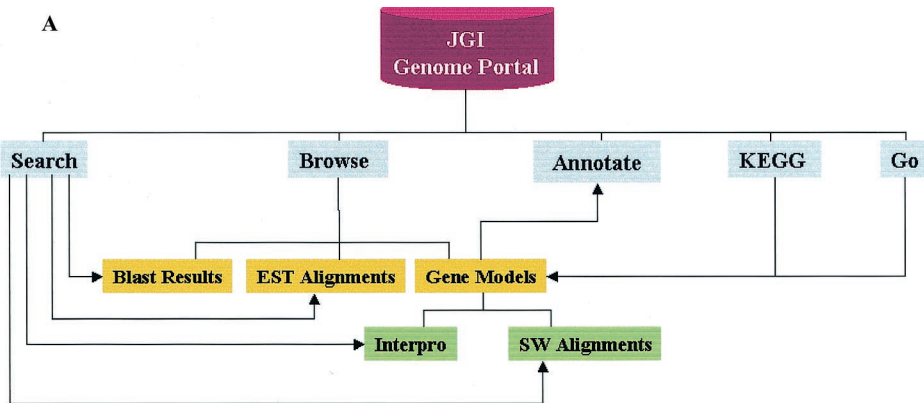 A
JGI
Genome Portal
Search
Browse
Annotate
KEGG
Go
Blast Results
EST Alignments
Gene Models
Interpro
SW Alignments